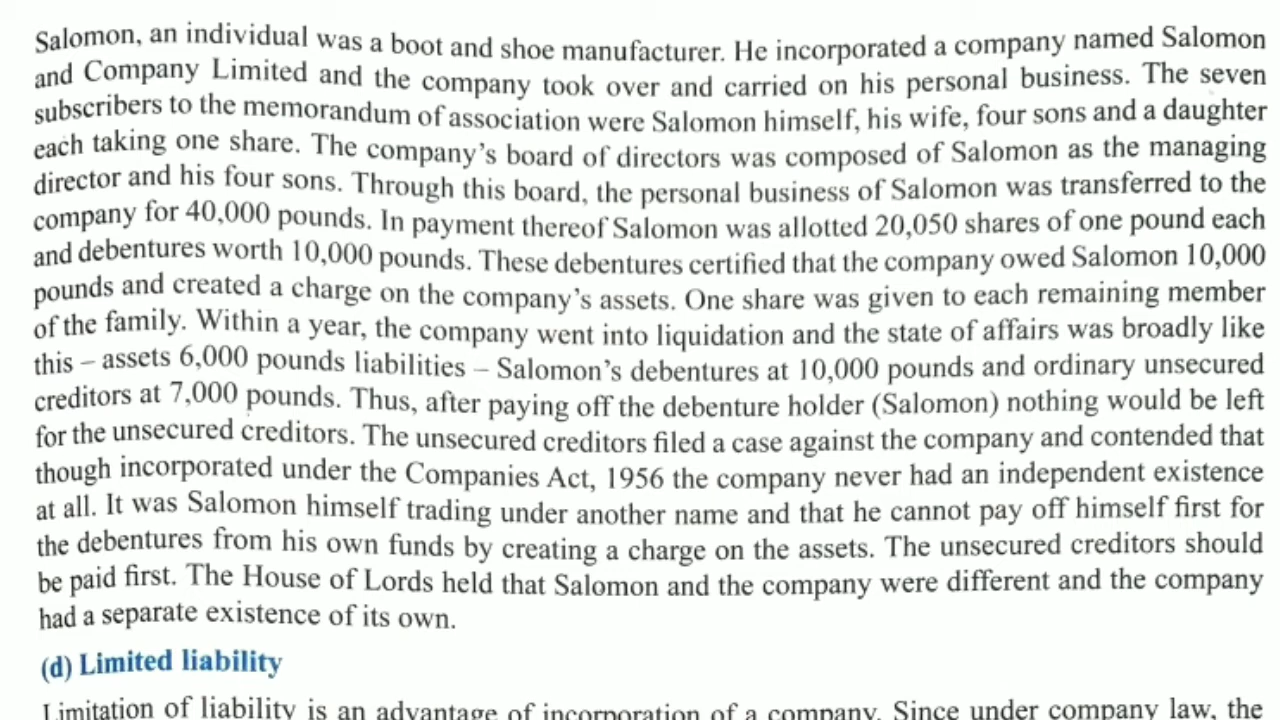 Salomon, an individual was a boot and shoe manufacturer. He incorporated a company named Salomon
and Company Limited and the company took over and carried on his personal business. The seven
subscribers to the memorandum of association were Salomon himself, his wife, four sons and a daughter
each taking one share. The company's board of directors was composed of Salomon as the managing
director and his four sons. Through this board, the personal business of Salomon was transferred to the
company for 40,000 pounds. In payment thereof Salomon was allotted 20,050 shares of one pound each
and debentures worth 10,000 pounds. These debentures certified that the company owed Salomon 10,000
pounds and created a charge on the company's assets. One share was given to each remaining member
of the family. Within a year, the company went into liquidation and the state of affairs was broadly like
this – assets 6,000 pounds liabilities – Salomon's debentures at 10,000 pounds and ordinary unsecured
creditors at 7,000 pounds. Thus, after paying off the debenture holder (Salomon) nothing would be left
for the unsecured creditors. The unsecured creditors filed a case against the company and contended that
though incorporated under the Companies Act, 1956 the company never had an independent existence
at all. It was Salomon himself trading under another name and that he cannot pay off himself first for
the debentures from his own funds by creating a charge on the assets. The unsecured creditors should
be paid first. The House of Lords held that Salomon and the company were different and the company
had a separate existence of its own.
(d) Limited liability
Limitation of liability is an advantage of incorporation of a company. Since under company law, the